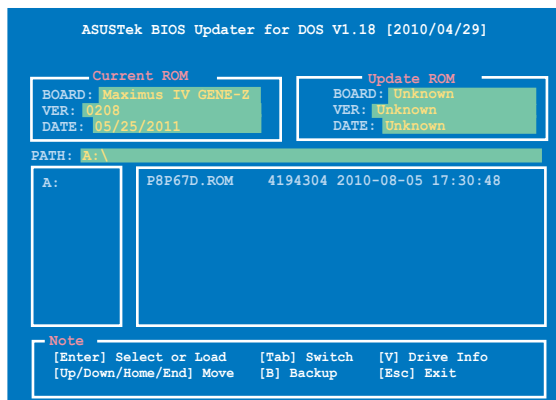 ASUSTek BIOS Updater for DOS V1.18 [2010/04/29]
Current ROM
BOARD: Maximus IV GENE-Z
VER: 0208
DATE: 05/25/2011
Update ROM
BOARD: Unknown
VER: Unknown
DATE: Unknown
PATH: A:\
A:
P8P67D.ROM 4194304 2010-08-05 17:30:48
Note
[Enter] Select or Load [Tab] Switch [V] Drive Info
[Up/Down/Home/End] Move [B] Backup [Esc] Exit